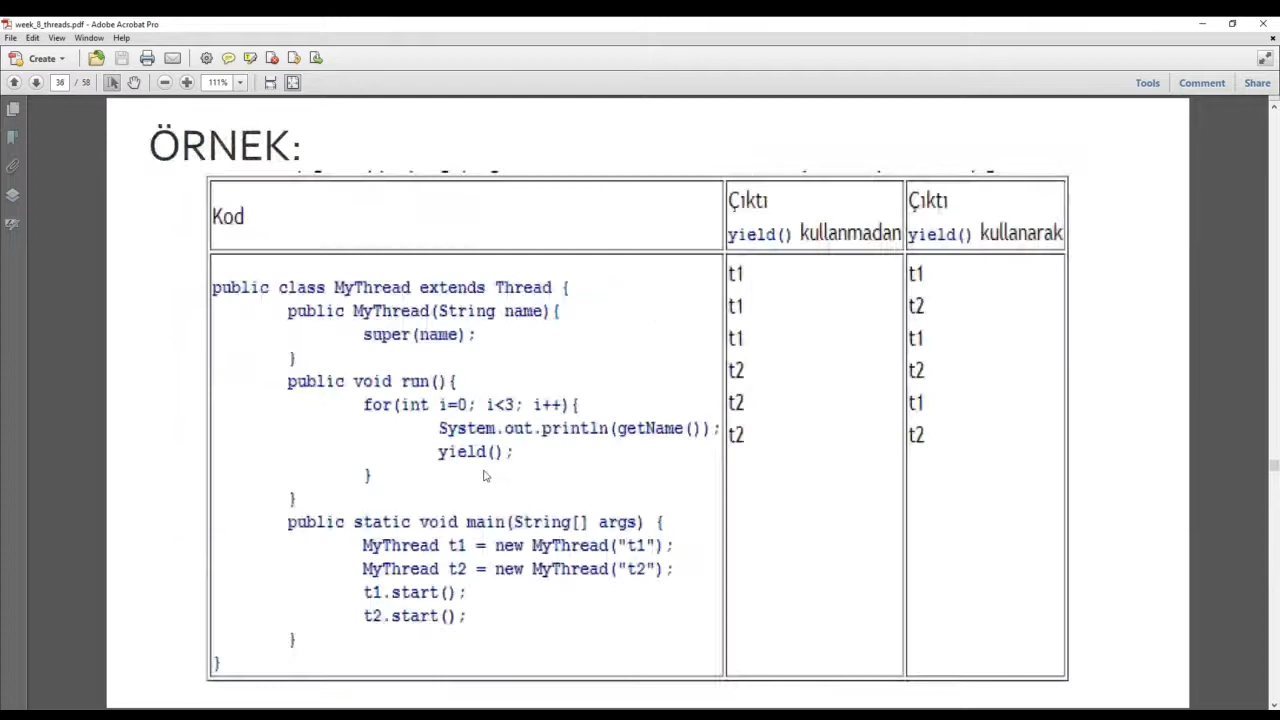 week_8_threads.pdf - Adobe Acrobat Pro
File Edit View Window Help
Create
36 / 58 111% Tools Comment Share
ÖRNEK:
Kod
Çıktı
yield() kullanmadan
Çıktı
yield() kullanarak
public class MyThread extends Thread {
public MyThread(String name){
super(name);
}
public void run(){
for(int i=0; i<3; i++){
System.out.println(getName());
yield();
}
}
public static void main(String[] args) {
MyThread t1 = new MyThread("t1");
MyThread t2 = new MyThread("t2");
t1.start();
t2.start();
}
}
t1
t1
t1
t2
t2
t2
t1
t2
t1
t2
t1
t2